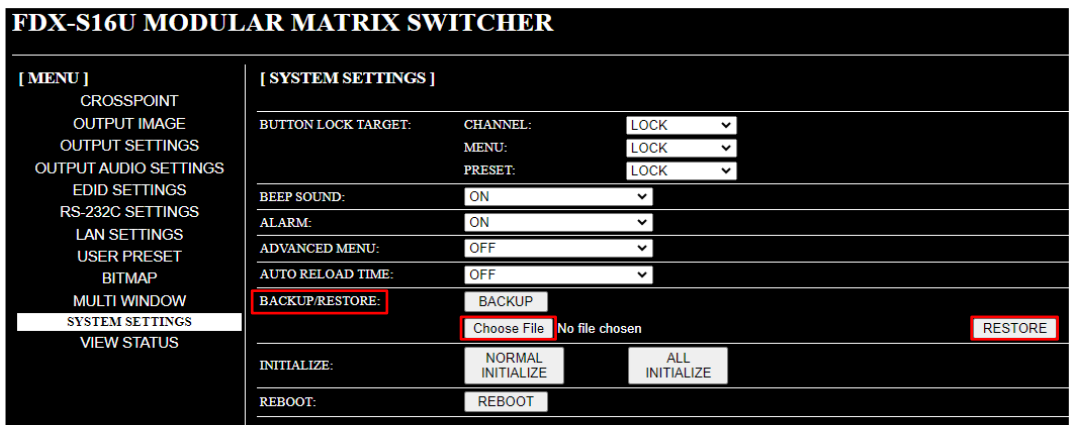 FDX-S16U MODULAR MATRIX SWITCHER
[ MENU ]
CROSSPOINT
OUTPUT IMAGE
OUTPUT SETTINGS
OUTPUT AUDIO SETTINGS
EDID SETTINGS
RS-232C SETTINGS
LAN SETTINGS
USER PRESET
BITMAP
MULTI WINDOW
SYSTEM SETTINGS
VIEW STATUS
[ SYSTEM SETTINGS ]
BUTTON LOCK TARGET: CHANNEL: LOCK
MENU: LOCK
PRESET: LOCK
BEEP SOUND: ON
ALARM: ON
ADVANCED MENU: OFF
AUTO RELOAD TIME: OFF
BACKUP/RESTORE: BACKUP
Choose File No file chosen RESTORE
INITIALIZE: NORMAL INITIALIZE ALL INITIALIZE
REBOOT: REBOOT